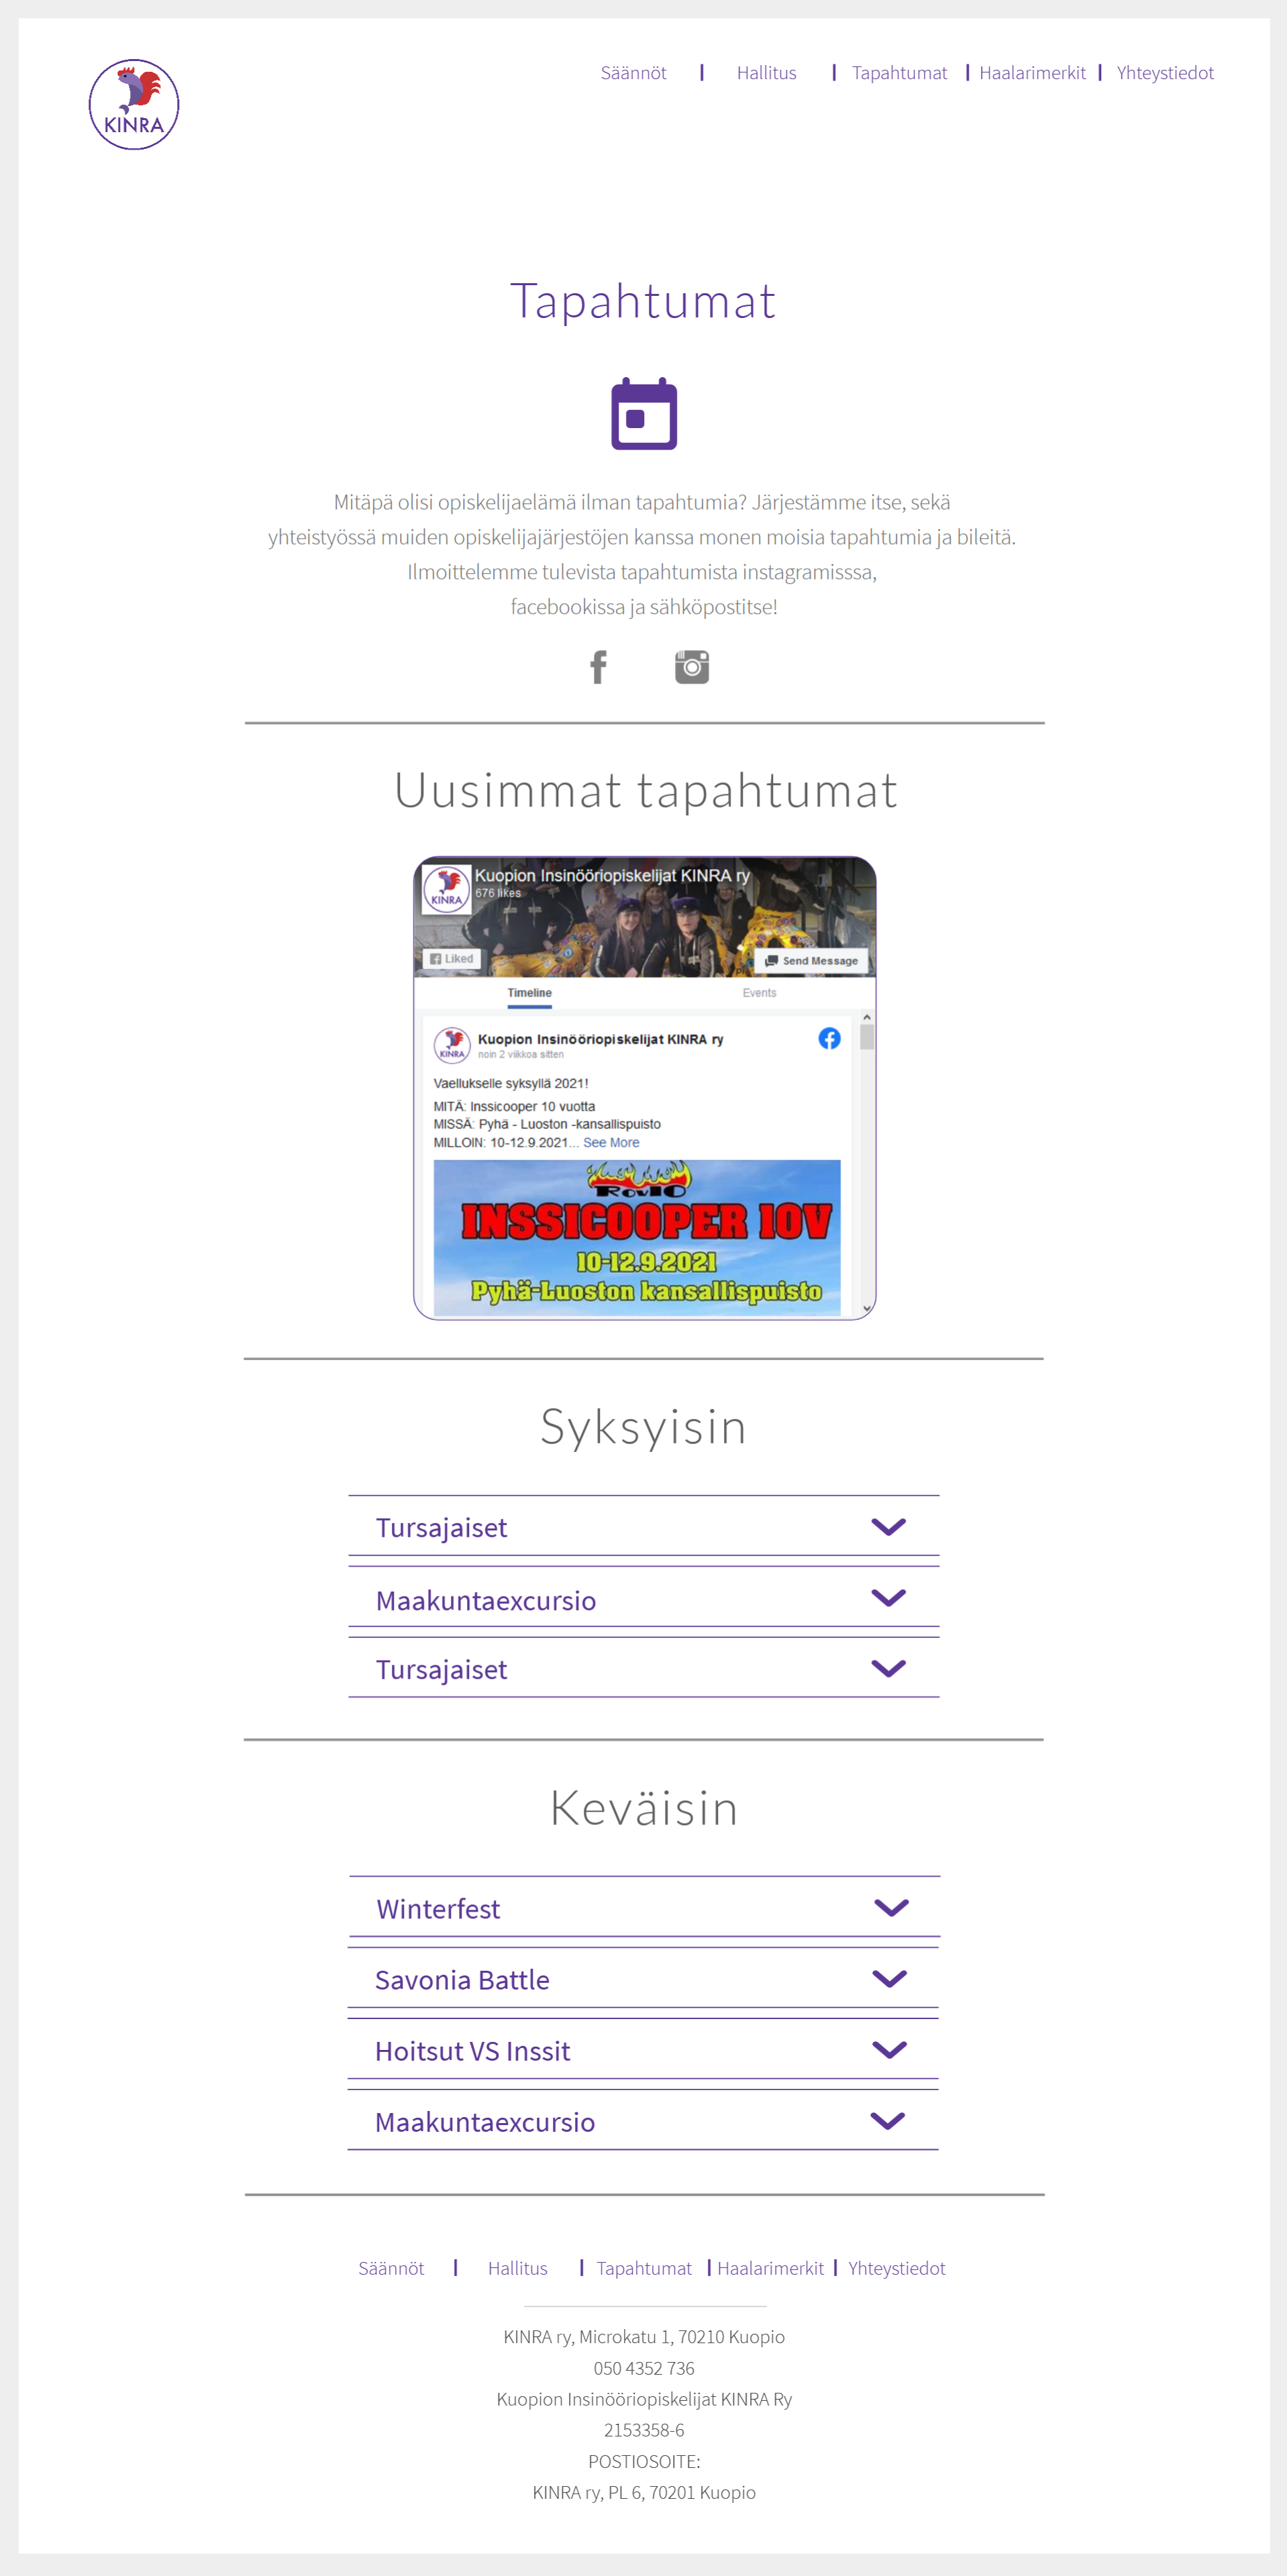 KINRA
Säännöt | Hallitus | Tapahtumat | Haalarimerkit | Yhteystiedot
Tapahtumat
Mitäpä olisi opiskelijaelämä ilman tapahtumia? Järjestämme itse, sekä
yhteistyössä muiden opiskelijajärjestöjen kanssa monen moisia tapahtumia ja bileitä.
Ilmoittelemme tulevista tapahtumista instagramisssa,
facebookissa ja sähköpostitse!
Uusimmat tapahtumat
KINRA
Kuopion Insinööriopiskelijat KINRA ry
676 likes
Liked
Send Message
Timeline Events
KINRA
Kuopion Insinööriopiskelijat KINRA ry
noin 2 viikkoa sitten
Vaellukselle syksyllä 2021!
MITÄ: Inssicooper 10 vuotta
MISSÄ: Pyhä - Luoston -kansallispuisto
MILLOIN: 10-12.9.2021... See More
ROVIO
INSSICOOPER 10V
10-12.9.2021
Pyhä-Luoston kansallispuisto
Syksyisin
Tursajaiset
Maakuntaexcursio
Tursajaiset
Keväisin
Winterfest
Savonia Battle
Hoitsut VS Inssit
Maakuntaexcursio
Säännöt | Hallitus | Tapahtumat | Haalarimerkit | Yhteystiedot
KINRA ry, Microkatu 1, 70210 Kuopio
050 4352 736
Kuopion Insinööriopiskelijat KINRA Ry
2153358-6
POSTIOSOITE:
KINRA ry, PL 6, 70201 Kuopio